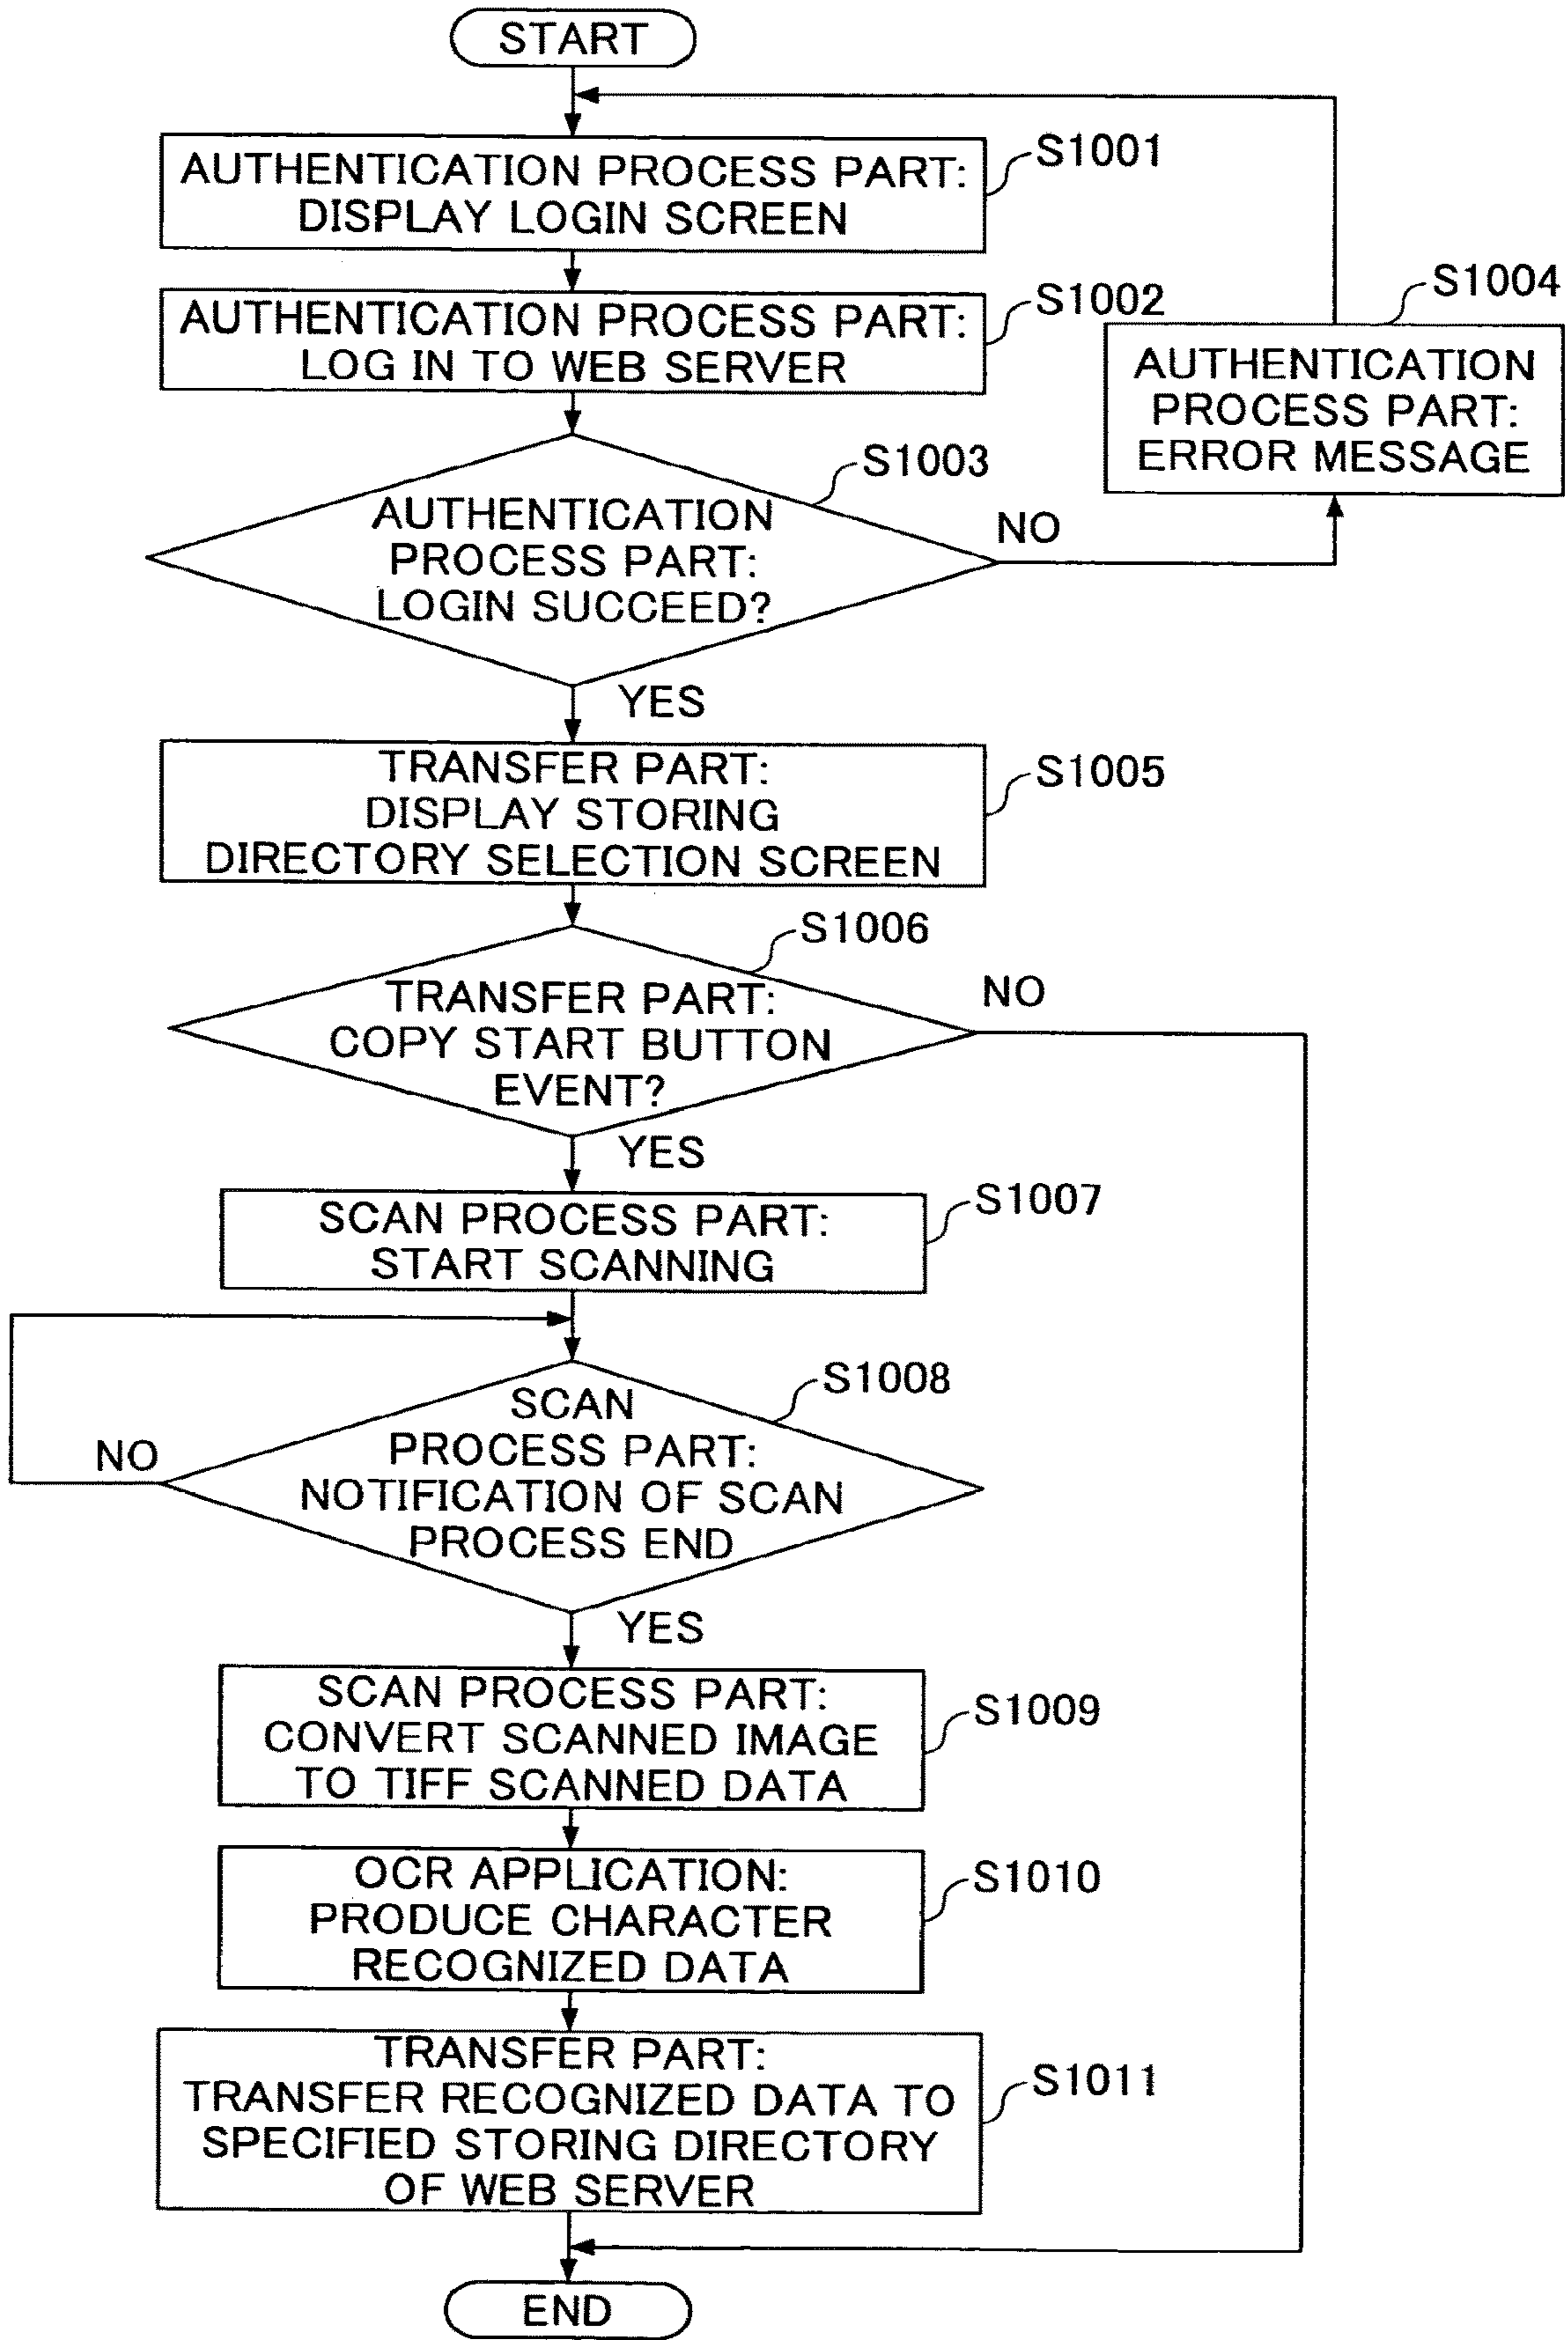 START
AUTHENTICATION PROCESS PART:
DISPLAY LOGIN SCREEN
S1001
AUTHENTICATION PROCESS PART:
LOG IN TO WEB SERVER
S1002
S1004
AUTHENTICATION
PROCESS PART:
ERROR MESSAGE
S1003
AUTHENTICATION
PROCESS PART:
LOGIN SUCCEED?
NO
YES
TRANSFER PART:
DISPLAY STORING
DIRECTORY SELECTION SCREEN
S1005
S1006
TRANSFER PART:
COPY START BUTTON
EVENT?
NO
YES
SCAN PROCESS PART:
START SCANNING
S1007
S1008
SCAN
PROCESS PART:
NOTIFICATION OF SCAN
PROCESS END
NO
YES
SCAN PROCESS PART:
CONVERT SCANNED IMAGE
TO TIFF SCANNED DATA
S1009
OCR APPLICATION:
PRODUCE CHARACTER
RECOGNIZED DATA
S1010
TRANSFER PART:
TRANSFER RECOGNIZED DATA TO
SPECIFIED STORING DIRECTORY
OF WEB SERVER
S1011
END